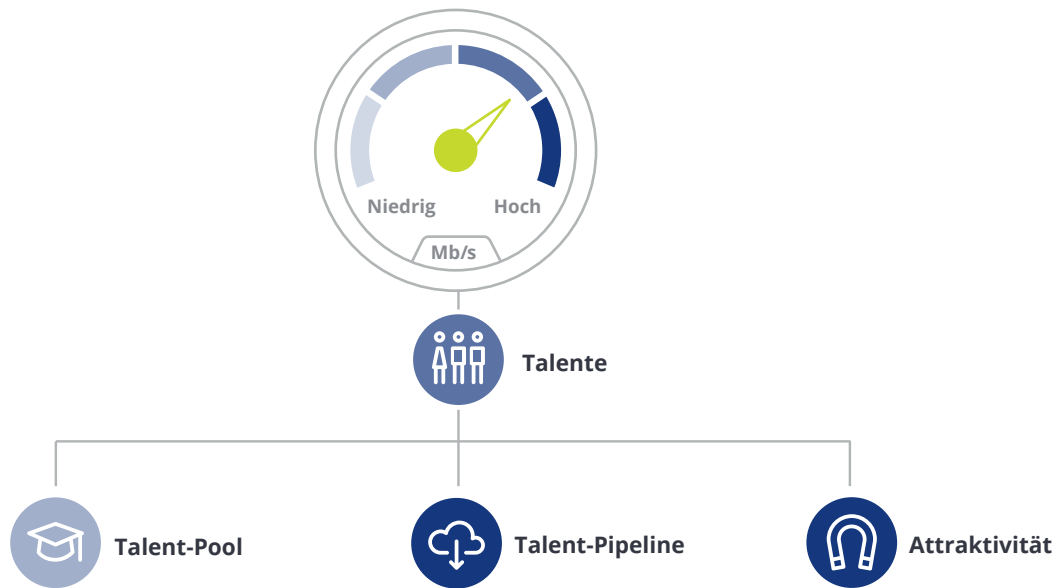 Niedrig
Hoch
Mb/s
Talente
Talent-Pool
Talent-Pipeline
Attraktivität